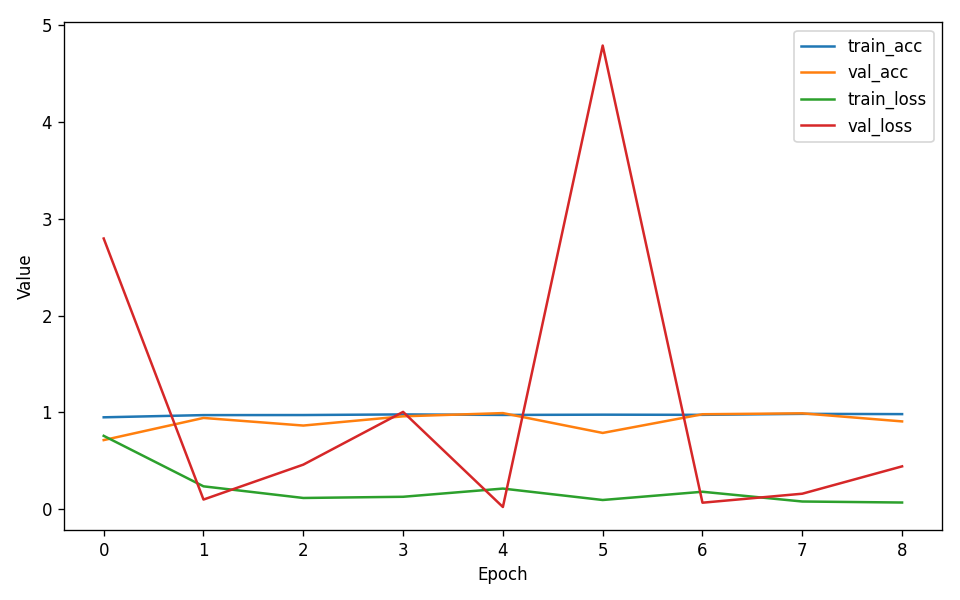 5
4
3
2
1
0
Value
train_acc
val_acc
train_loss
val_loss
0 1 2 3 4 5 6 7 8
Epoch